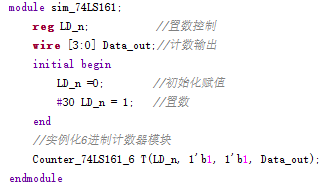 module sim_74LS161;
reg LD_n; //置数控制
wire [3:0] Data_out;//计数输出
initial begin
LD_n =0; //初始化赋值
#30 LD_n = 1; //置数
end
//实例化6进制计数器模块
Counter_74LS161_6 T(LD_n, 1'b1, 1'b1, Data_out);
endmodule